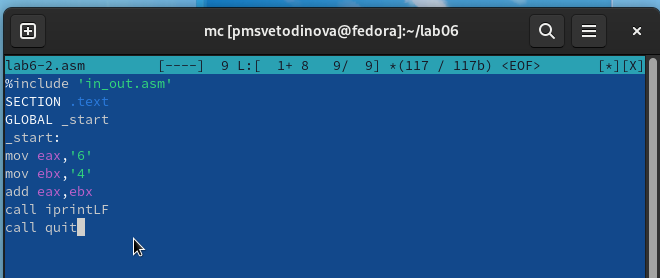 mc [pmsvetodinova@fedora]:~/lab06
lab6-2.asm [----] 9 L:[ 1+ 8 9/ 9] *(117 / 117b) <EOF> [*][X]
%include 'in_out.asm'
SECTION .text
GLOBAL _start
_start:
mov eax,'6'
mov ebx,'4'
add eax,ebx
call iprintLF
call quit